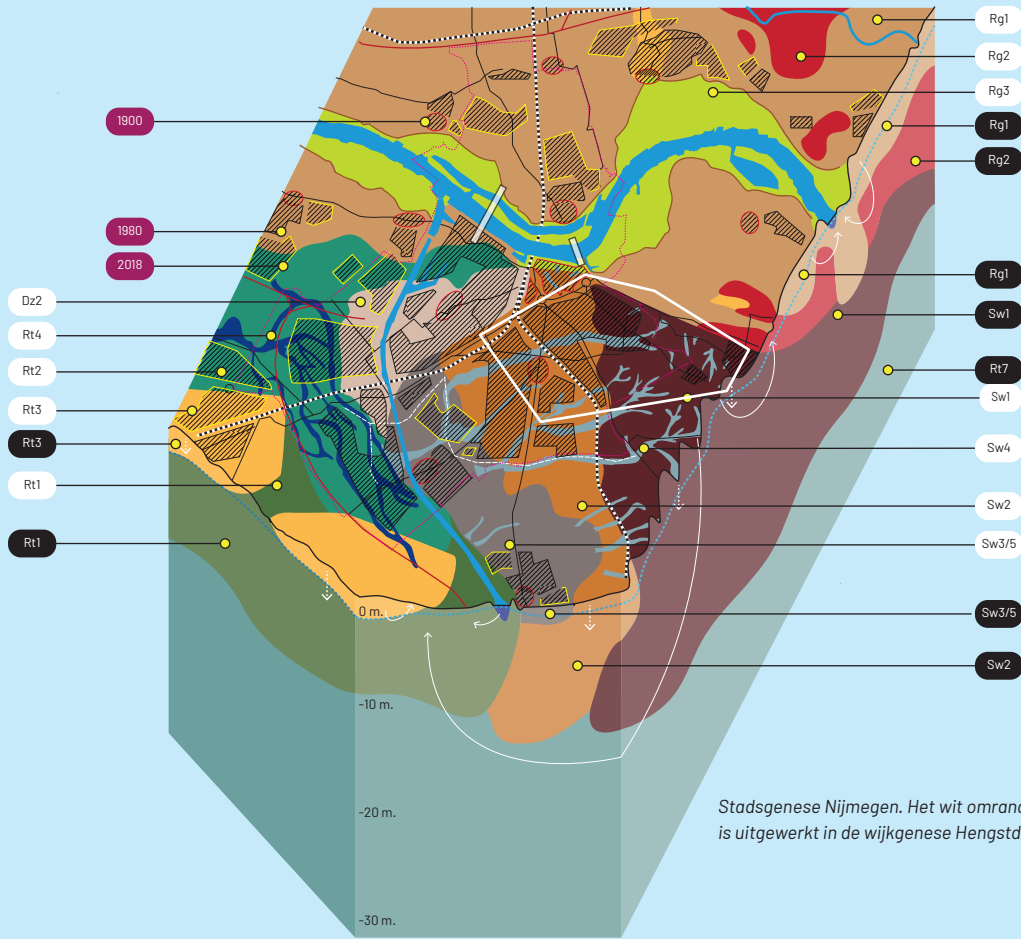 1900
1980
2018
Dz2
Rt4
Rt2
Rt3
Rt3
Rt1
Rt1
Rg1
Rg2
Rg3
Rg1
Rg2
Rg1
Sw1
Rt7
Sw1
Sw4
Sw2
Sw3/5
Sw3/5
Sw2
0 m.
-10 m.
-20 m.
-30 m.
Stadsgenese Nijmegen. Het wit omrand
is uitgewerkt in de wijkgenese Hengstd